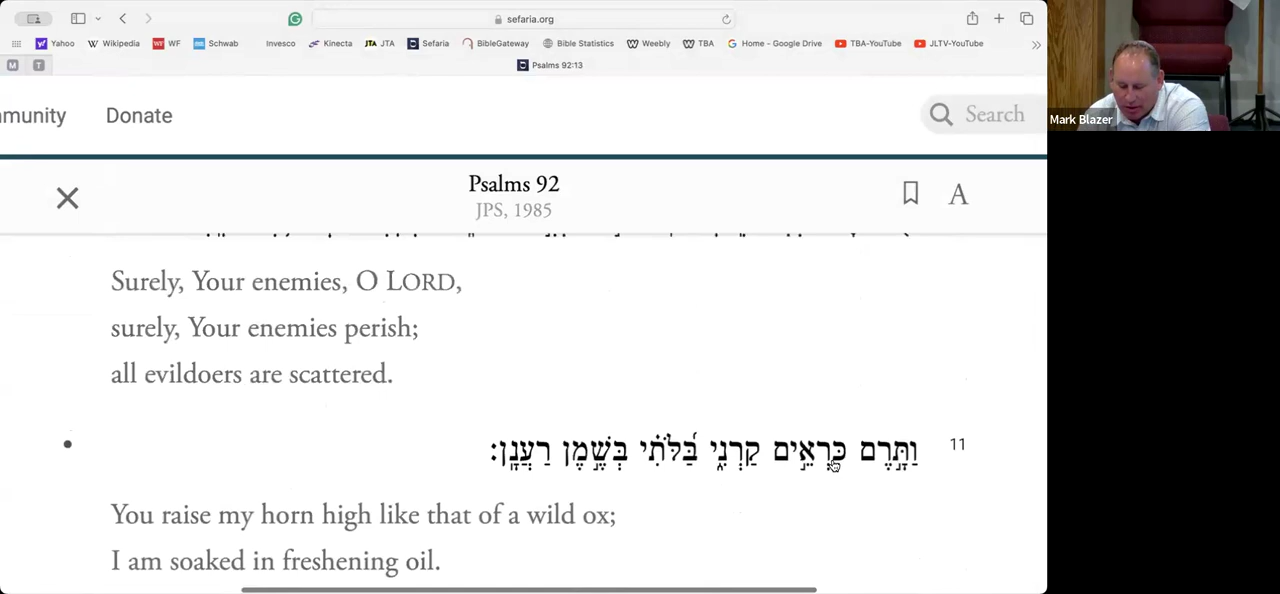 sefaria.org
Yahoo
Wikipedia
WF WF
Schwab
Invesco
Kinecta
JTA JTA
Sefaria
BibleGateway
Bible Statistics
Weebly
TBA
Home - Google Drive
TBA-YouTube
JLTV-YouTube
M
T
Psalms 92:13
mmunity
Donate
Search
Psalms 92
JPS, 1985
A
Mark Blazer
Surely, Your enemies, O LORD,
surely, Your enemies perish;
all evildoers are scattered.
11
וַתָּ֣רֶם כִּרְאֵ֣ים קַרְנִ֑י בַּ֝לֹּתִ֗י בְּשֶׁ֣מֶן רַעֲנָֽן׃
You raise my horn high like that of a wild ox;
I am soaked in freshening oil.